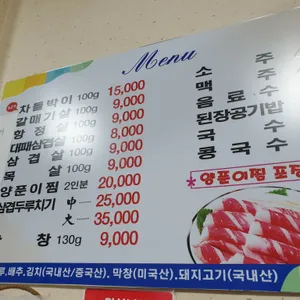 Menu
차돌박이 100g 15,000
갈매기살 100g 9,000
항정살 100g 9,000
대패삼겹살 100g 8,000
삼겹살 100g 9,000
목살 100g 9,000
양푼이찜 2인분 20,000
삼겹두루치기 中 - 25,000
大 - 35,000
창 130g 9,000
소주
맥주
음료수
된장공기밥
국수
콩국수
*양푼이찜 포
배추,김치(국내산/중국산). 막창(미국산).돼지고기(국내산)